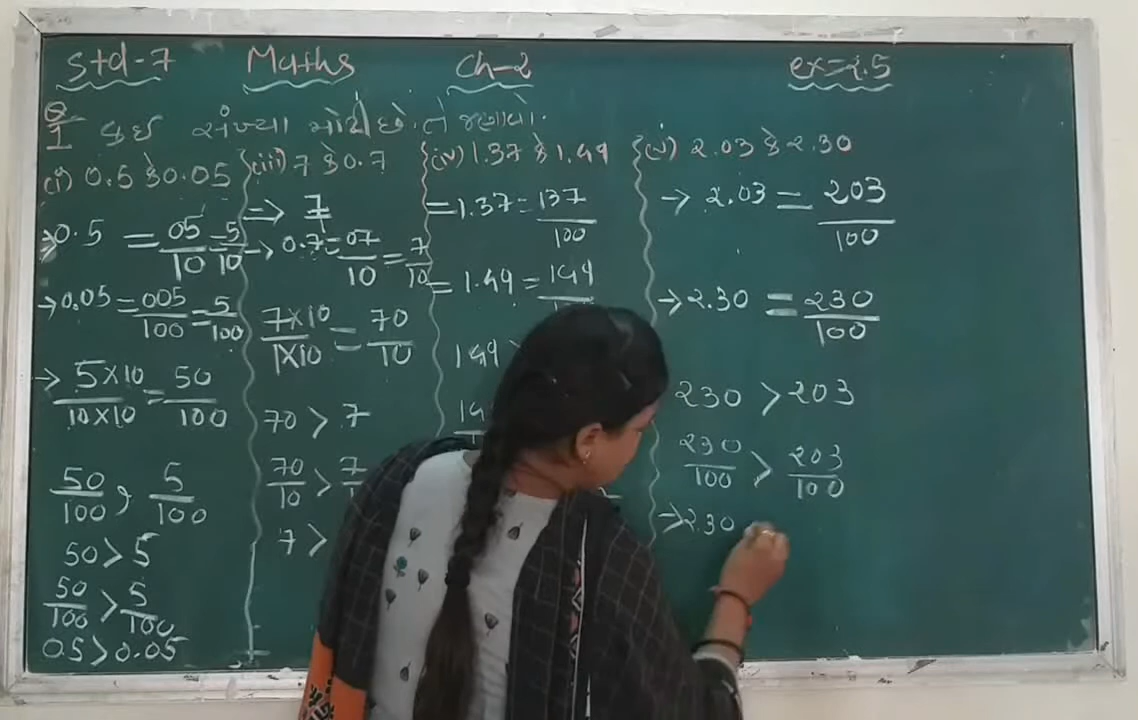 Std-7 Maths Ch-2 ex=2.5
Q-1 કઈ સંખ્યા મોટી છે તે જણાવો.
(i) 0.5 કે 0.05
→ 0.5 = 05/10 = 5/10
→ 0.05 = 005/100 = 5/100
→ 5×10/10×10 = 50/100
50/100 , 5/100
50 > 5
50/100 > 5/100
0.5 > 0.05
(iii) 7 કે 0.7
=> 7
→ 0.7 = 07/10 = 7/10
7×10/1×10 = 70/10
70 > 7
70/10 > 7/1
7 >
(iv) 1.37 કે 1.49
= 1.37 = 137/100
= 1.49 = 149
149 >
(v) 2.03 કે 2.30
→ 2.03 = 203/100
→ 2.30 = 230/100
230 > 203
230/100 > 203/100
→ 2.30